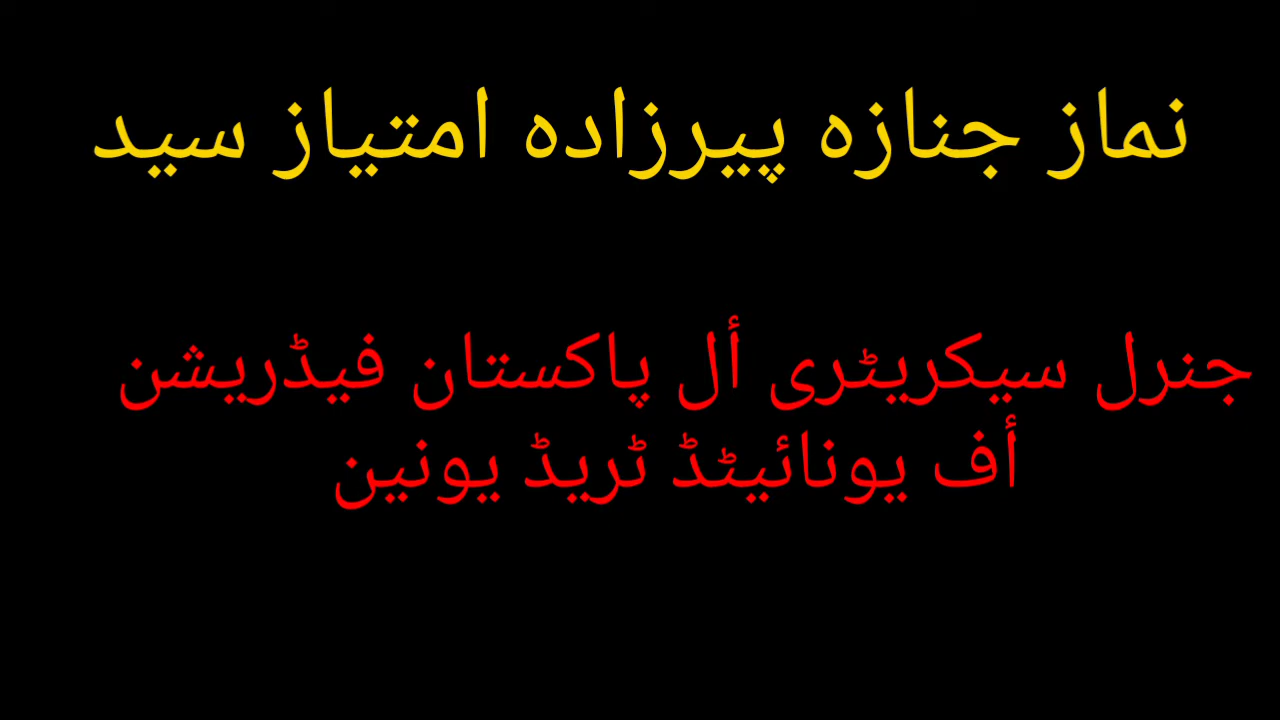 نماز جنازہ پیرزادہ امتیاز سید
جنرل سیکریٹری أل پاکستان فیڈریشن
أف یونائیٹڈ ٹریڈ یونین